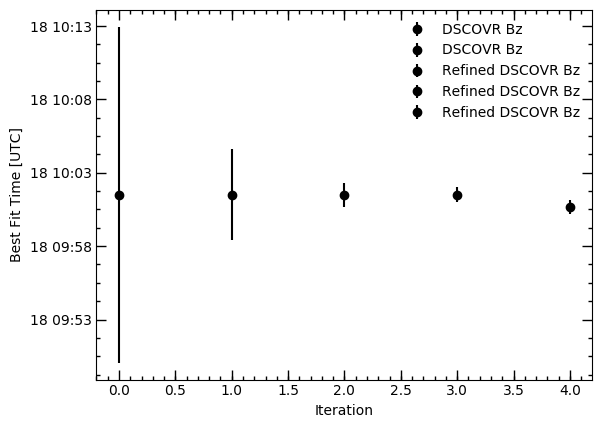 18 10:13
18 10:08
18 10:03
18 09:58
18 09:53
Best Fit Time [UTC]
DSCOVR Bz
DSCOVR Bz
Refined DSCOVR Bz
Refined DSCOVR Bz
Refined DSCOVR Bz
0.0 0.5 1.0 1.5 2.0 2.5 3.0 3.5 4.0
Iteration